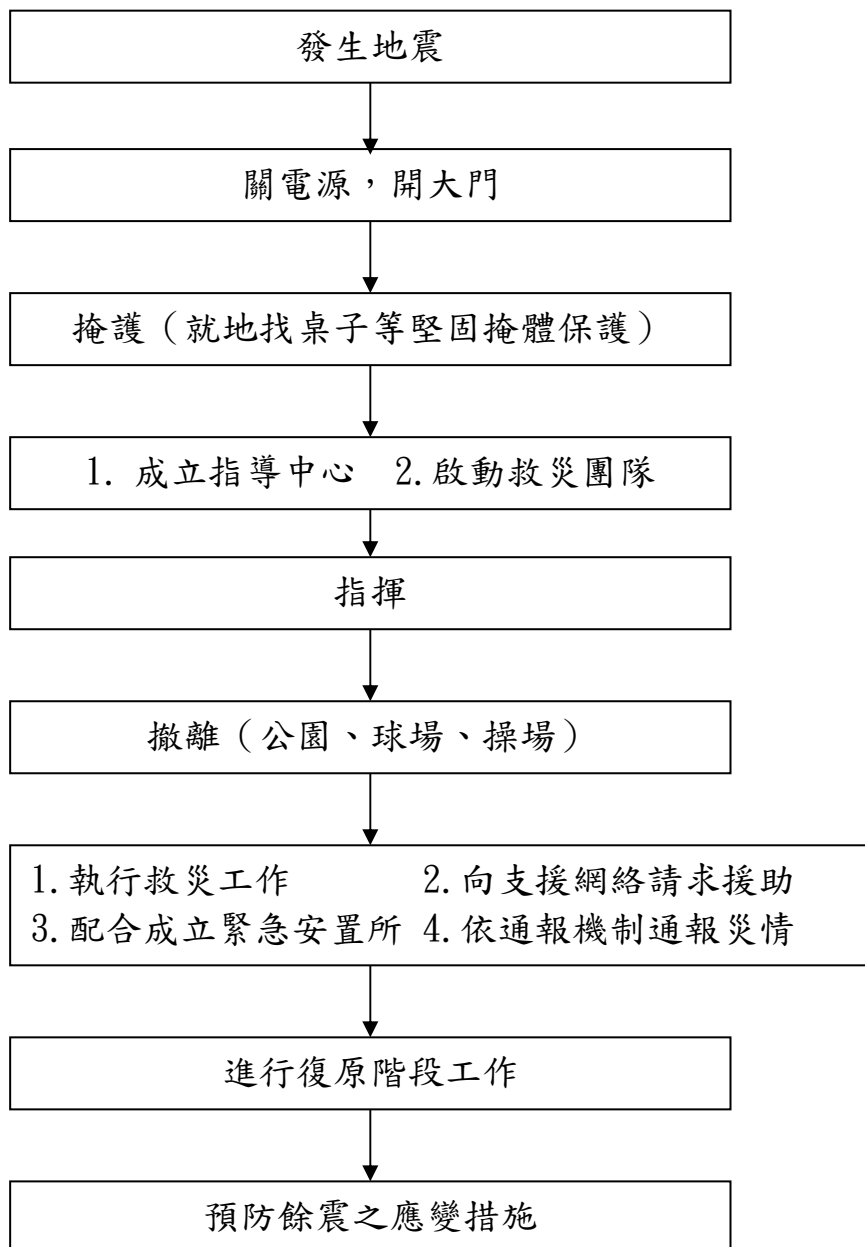 發生地震
關電源，開大門
掩護（就地找桌子等堅固掩體保護）
1. 成立指導中心 2.啟動救災團隊
指揮
撤離（公園、球場、操場）
1.執行救災工作 2.向支援網絡請求援助
3.配合成立緊急安置所 4.依通報機制通報災情
進行復原階段工作
預防餘震之應變措施